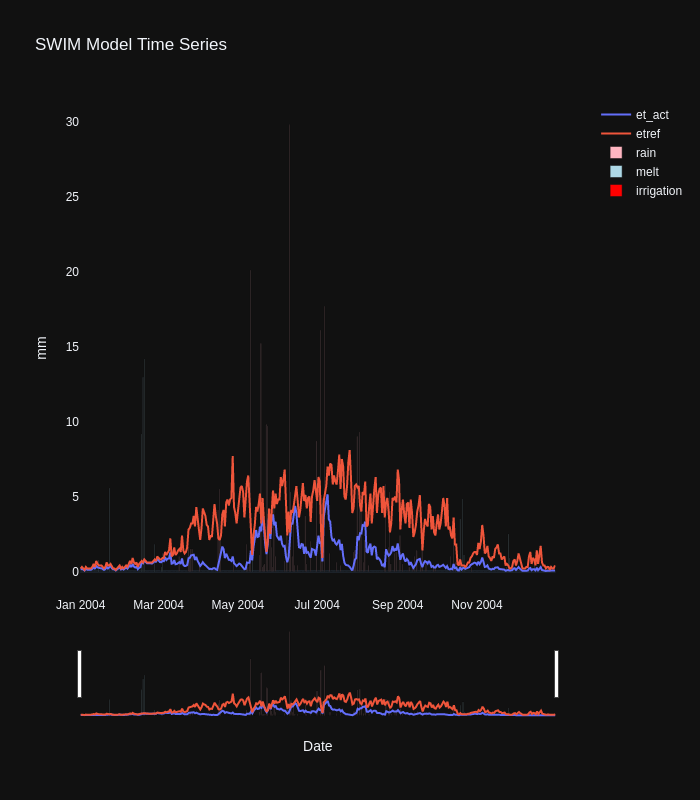 SWIM Model Time Series
et_act
etref
rain
melt
irrigation
30
25
20
15
10
5
0
mm
Jan 2004
Mar 2004
May 2004
Jul 2004
Sep 2004
Nov 2004
Date